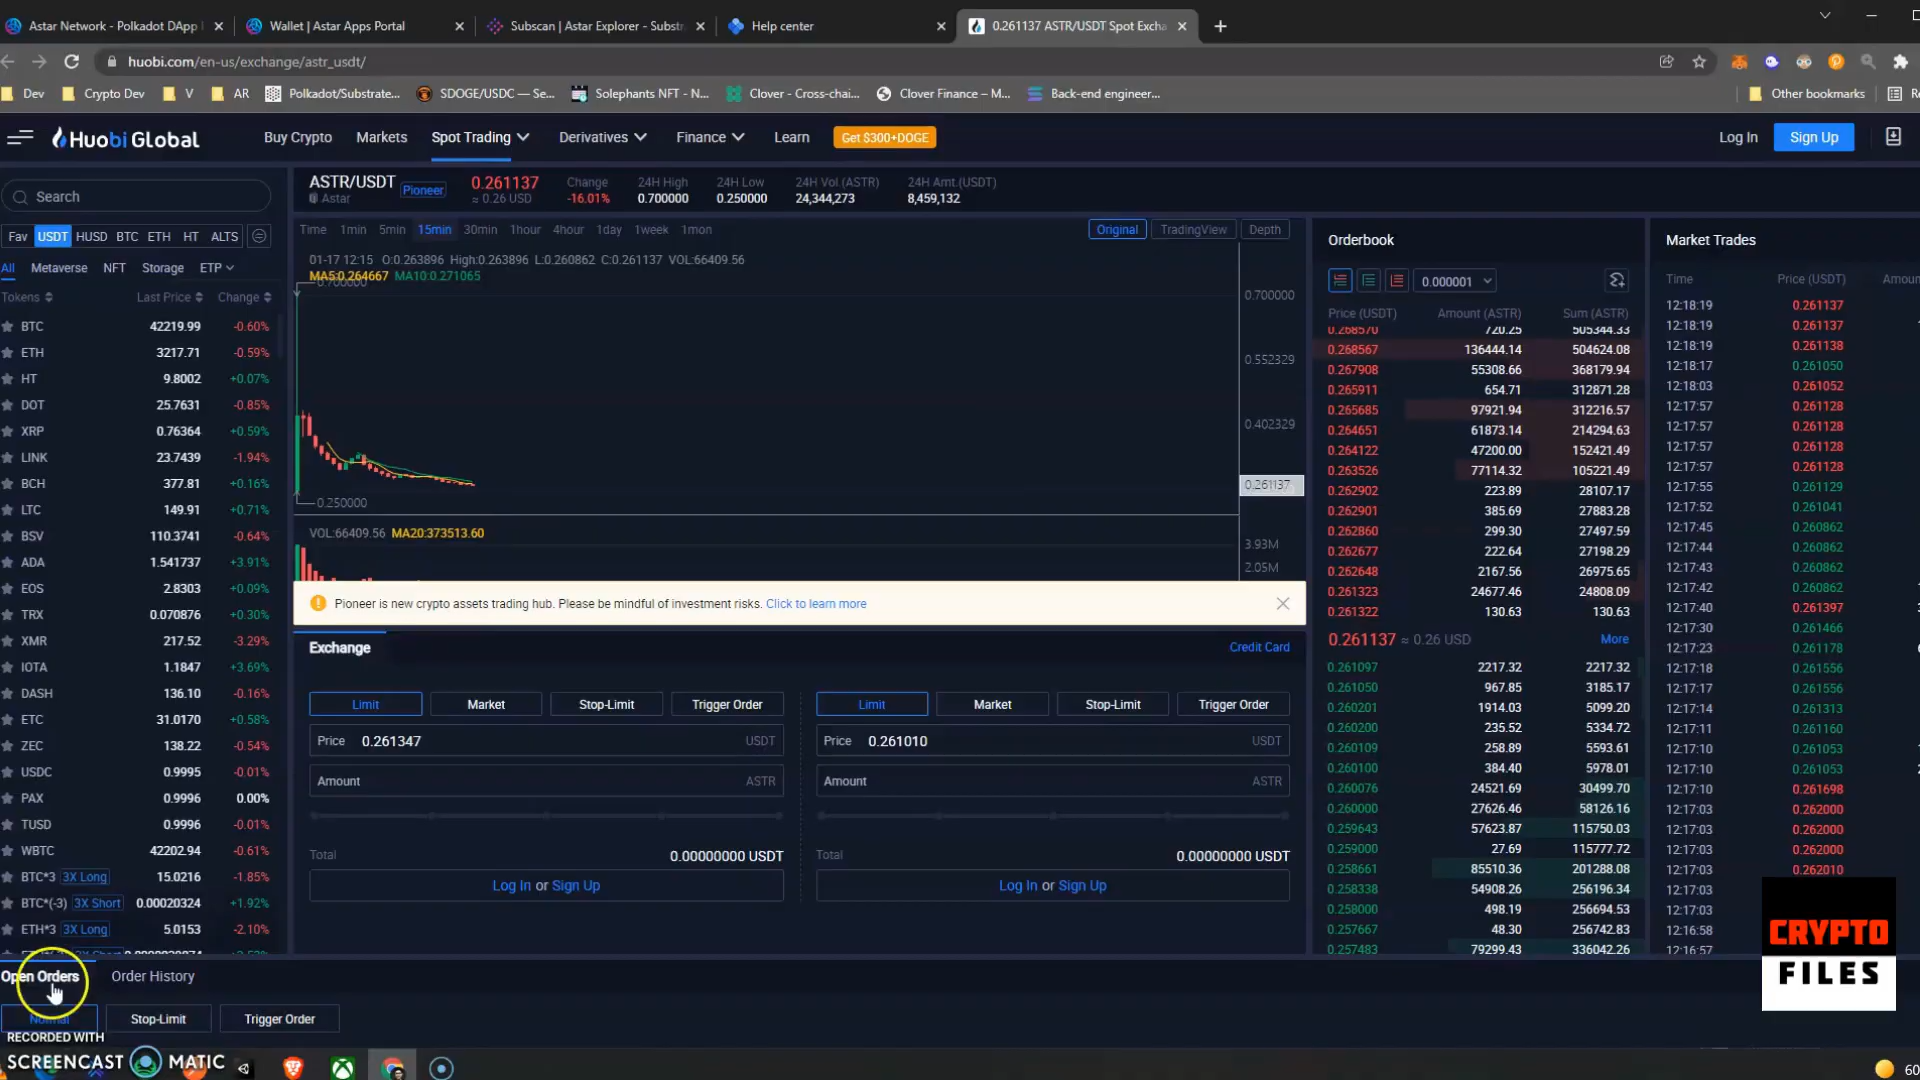 Astar Network - Polkadot DApp
Wallet | Astar Apps Portal
Subscan | Astar Explorer - Substr
Help center
0.261137 ASTR/USDT Spot Excha
huobi.com/en-us/exchange/astr_usdt/
Dev
Crypto Dev
V
AR
Polkadot/Substrate...
SDOGE/USDC — Se...
Solephants NFT - N...
Clover - Cross-chai...
Clover Finance – M...
Back-end engineer...
Other bookmarks
Huobi Global
Buy Crypto
Markets
Spot Trading
Derivatives
Finance
Learn
Get $300+DOGE
Log In
Sign Up
Search
Fav USDT HUSD BTC ETH HT ALTS
All Metaverse NFT Storage ETP
Tokens Last Price Change
BTC 42219.99 -0.60%
ETH 3217.71 -0.59%
HT 9.8002 +0.07%
DOT 25.7631 -0.85%
XRP 0.76364 +0.59%
LINK 23.7439 -1.94%
BCH 377.81 +0.16%
LTC 149.91 +0.71%
BSV 110.3741 -0.64%
ADA 1.541737 +3.91%
EOS 2.8303 +0.09%
TRX 0.070876 +0.30%
XMR 217.52 -3.29%
IOTA 1.1847 +3.69%
DASH 136.10 -0.16%
ETC 31.0170 +0.58%
ZEC 138.22 -0.54%
USDC 0.9995 -0.01%
PAX 0.9996 0.00%
TUSD 0.9996 -0.01%
WBTC 42202.94 -0.61%
BTC*3 3X Long 15.0216 -1.85%
BTC*(-3) 3X Short 0.00020324 +1.92%
ETH*3 3X Long 5.0153 -2.10%
ASTR/USDT Pioneer
Astar
0.261137
≈ 0.26 USD
Change
-16.01%
24H High
0.700000
24H Low
0.250000
24H Vol.(ASTR)
24,344,273
24H Amt.(USDT)
8,459,132
Time 1min 5min 15min 30min 1hour 4hour 1day 1week 1mon
Original TradingView Depth
01-17 12:15 O:0.263896 High:0.263896 L:0.260862 C:0.261137 VOL:66409.56
MA5:0.264667 MA10:0.271065
0.700000
0.700000
0.552329
0.402329
0.261137
0.250000
VOL:66409.56 MA20:373513.60
3.93M
2.05M
Pioneer is new crypto assets trading hub. Please be mindful of investment risks. Click to learn more
Exchange
Credit Card
Limit Market Stop-Limit Trigger Order
Price 0.261347 USDT
Amount ASTR
Total 0.00000000 USDT
Log In or Sign Up
Limit Market Stop-Limit Trigger Order
Price 0.261010 USDT
Amount ASTR
Total 0.00000000 USDT
Log In or Sign Up
Orderbook
0.000001
Price (USDT) Amount (ASTR) Sum (ASTR)
0.268570 720.25 505344.33
0.268567 136444.14 504624.08
0.267908 55308.66 368179.94
0.265911 654.71 312871.28
0.265685 97921.94 312216.57
0.264651 61873.14 214294.63
0.264122 47200.00 152421.49
0.263526 77114.32 105221.49
0.262902 223.89 28107.17
0.262901 385.69 27883.28
0.262860 299.30 27497.59
0.262677 222.64 27198.29
0.262648 2167.56 26975.65
0.261323 24677.46 24808.09
0.261322 130.63 130.63
0.261137 ≈ 0.26 USD More
0.261097 2217.32 2217.32
0.261050 967.85 3185.17
0.260201 1914.03 5099.20
0.260200 235.52 5334.72
0.260109 258.89 5593.61
0.260100 384.40 5978.01
0.260076 24521.69 30499.70
0.260000 27626.46 58126.16
0.259643 57623.87 115750.03
0.259000 27.69 115777.72
0.258661 85510.36 201288.08
0.258338 54908.26 256196.34
0.258000 498.19 256694.53
0.257667 48.30 256742.83
0.257483 79299.43 336042.26
Market Trades
Time Price (USDT) Amoun
12:18:19 0.261137
12:18:19 0.261137
12:18:19 0.261138
12:18:17 0.261050
12:18:03 0.261052
12:17:57 0.261128
12:17:57 0.261128
12:17:57 0.261128
12:17:57 0.261128
12:17:55 0.261129
12:17:52 0.261041
12:17:45 0.260862
12:17:44 0.260862
12:17:43 0.260862
12:17:42 0.260862
12:17:40 0.261397
12:17:30 0.261466
12:17:23 0.261178
12:17:18 0.261556
12:17:17 0.261556
12:17:14 0.261313
12:17:11 0.261160
12:17:10 0.261053
12:17:10 0.261053
12:17:10 0.261698
12:17:03 0.262000
12:17:03 0.262000
12:17:03 0.262000
12:17:03 0.262010
12:17:03
12:17:03
12:16:58
12:16:57
Open Orders
Order History
Normal
Stop-Limit
Trigger Order
RECORDED WITH
SCREENCAST MATIC
CRYPTO
FILES
60